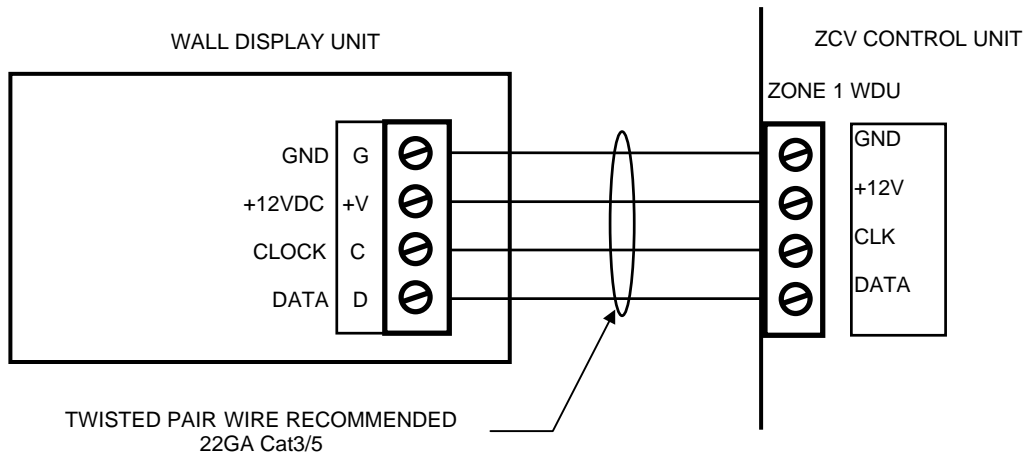 WALL DISPLAY UNIT
ZCV CONTROL UNIT
ZONE 1 WDU
GND G
+12VDC +V
CLOCK C
DATA D
GND
+12V
CLK
DATA
TWISTED PAIR WIRE RECOMMENDED
22GA Cat3/5